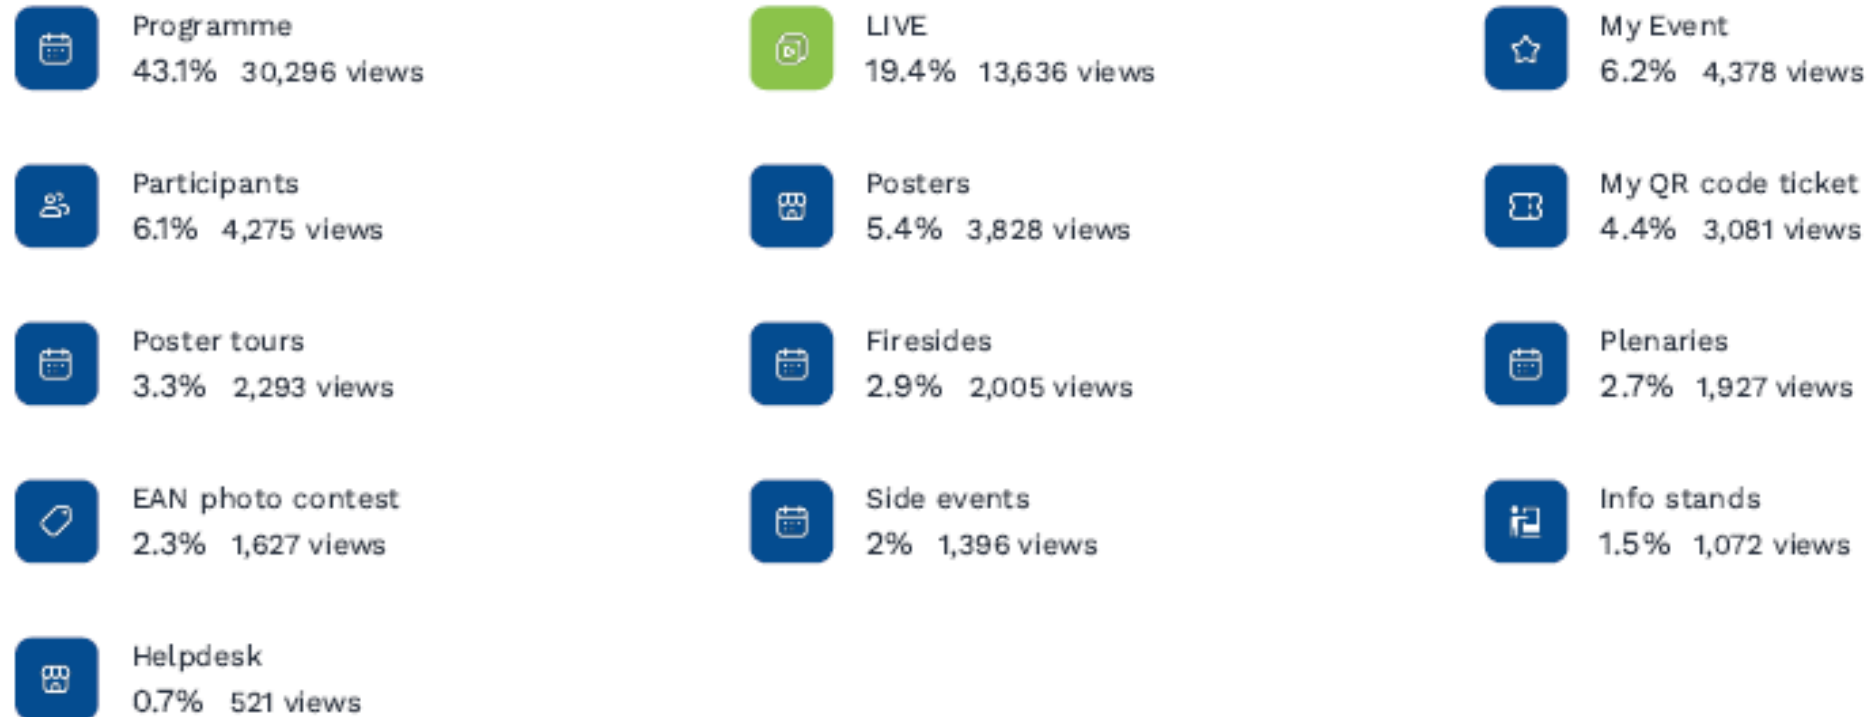 Programme
43.1% 30,296 views
LIVE
19.4% 13,636 views
My Event
6.2% 4,378 views
Participants
6.1% 4,275 views
Posters
5.4% 3,828 views
My QR code ticket
4.4% 3,081 views
Poster tours
3.3% 2,293 views
Firesides
2.9% 2,005 views
Plenaries
2.7% 1,927 views
EAN photo contest
2.3% 1,627 views
Side events
2% 1,396 views
Info stands
1.5% 1,072 views
Helpdesk
0.7% 521 views